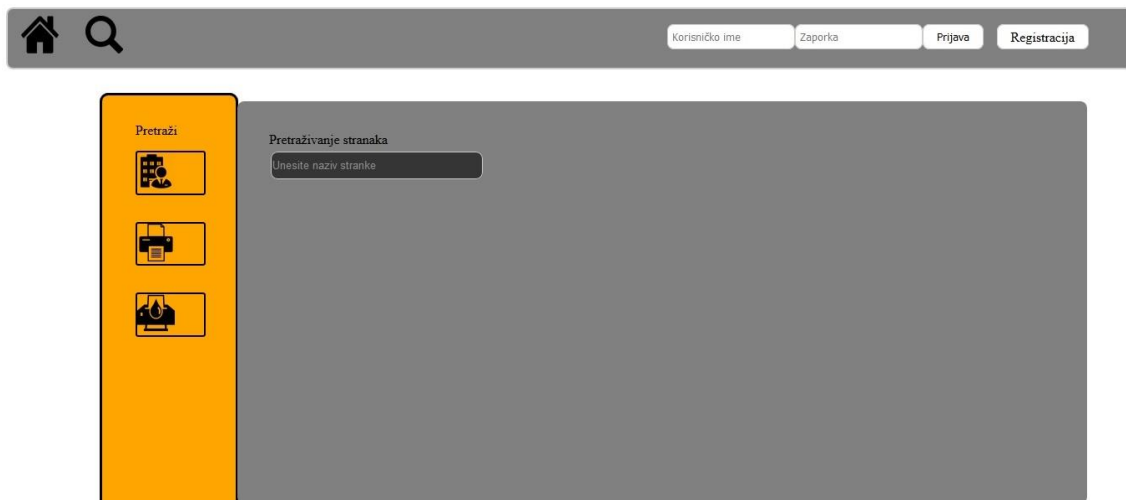 Korisničko ime Zaporka Prijava Registracija
Pretraži
Pretraživanje stranaka
Unesite naziv stranke